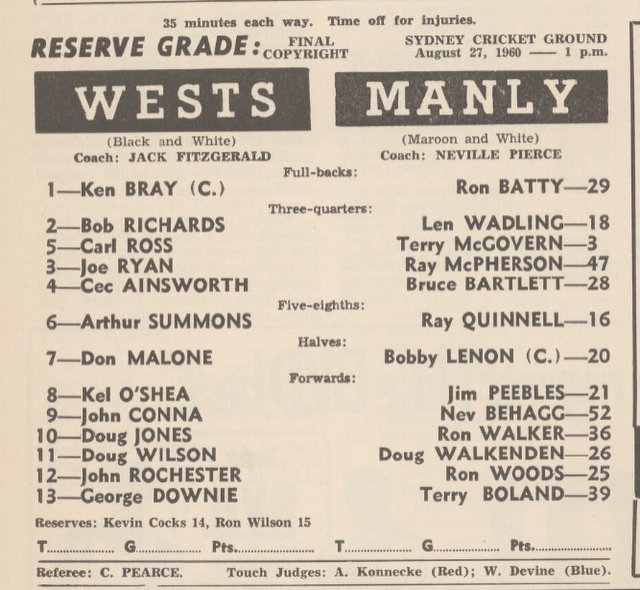 35 minutes each way. Time off for injuries.
RESERVE GRADE: FINAL COPYRIGHT SYDNEY CRICKET GROUND
August 27, 1960 — 1 p.m.
WESTS MANLY
(Black and White) (Maroon and White)
Coach: JACK FITZGERALD Coach: NEVILLE PIERCE
Full-backs:
1—Ken BRAY (C.) Ron BATTY—29
Three-quarters:
2—Bob RICHARDS Len WADLING—18
5—Carl ROSS Terry McGOVERN—3
3—Joe RYAN Ray McPHERSON—47
4—Cec AINSWORTH Bruce BARTLETT—28
Five-eighths:
6—Arthur SUMMONS Ray QUINNELL—16
Halves:
7—Don MALONE Bobby LENON (C.)—20
Forwards:
8—Kel O'SHEA Jim PEEBLES—21
9—John CONNA Nev BEHAGG—52
10—Doug JONES Ron WALKER—36
11—Doug WILSON Doug WALKENDEN—26
12—John ROCHESTER Ron WOODS—25
13—George DOWNIE Terry BOLAND—39
Reserves: Kevin Cocks 14, Ron Wilson 15
T.................. G.................. Pts.................. T.................. G.................. Pts..................
Referee: C. PEARCE. Touch Judges: A. Konnecke (Red); W. Devine (Blue).